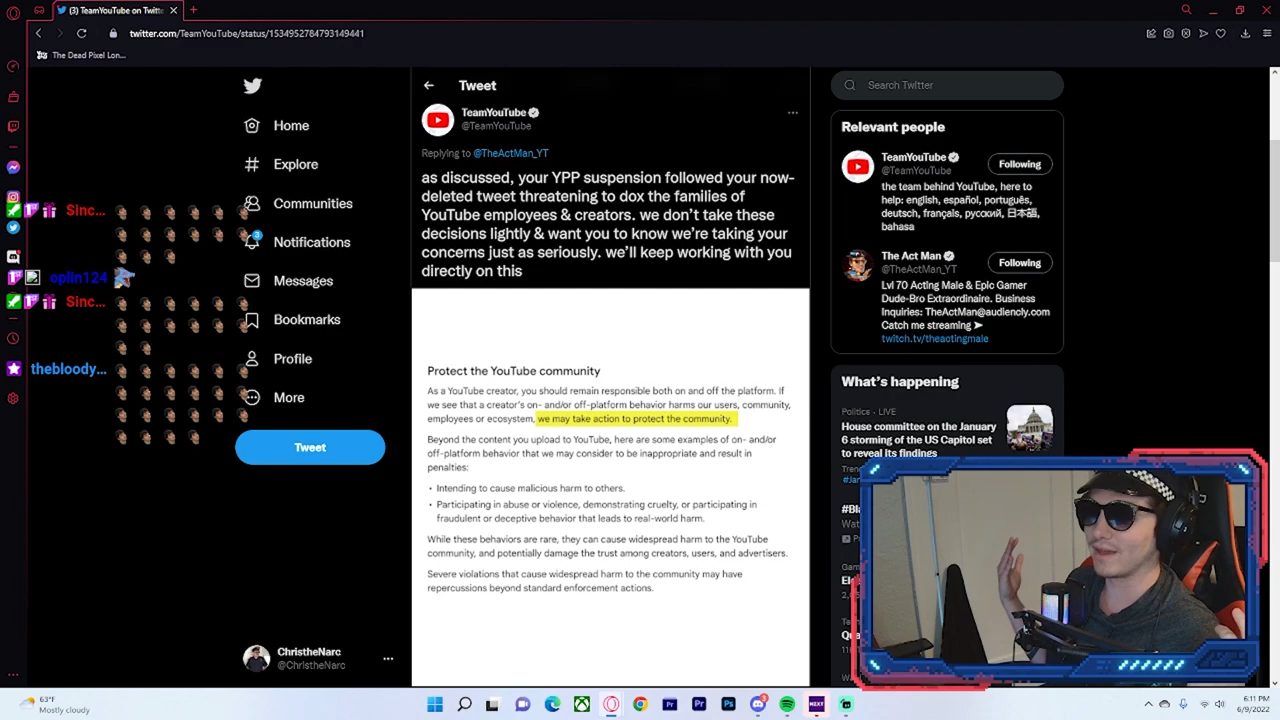 (3) TeamYouTube on Twitt
twitter.com/TeamYouTube/status/1534952784793149441
The Dead Pixel Lon...
Home
Explore
Communities
3
Notifications
Messages
Bookmarks
Profile
More
Tweet
ChristheNarc
@ChristheNarc
Sinc...
oplin124
Sinc...
thebloody...
Tweet
TeamYouTube
@TeamYouTube
Replying to @TheActMan_YT
as discussed, your YPP suspension followed your now-
deleted tweet threatening to dox the families of
YouTube employees & creators. we don't take these
decisions lightly & want you to know we're taking your
concerns just as seriously. we'll keep working with you
directly on this
Protect the YouTube community
As a YouTube creator, you should remain responsible both on and off the platform. If
we see that a creator's on- and/or off-platform behavior harms our users, community,
employees or ecosystem, we may take action to protect the community.
Beyond the content you upload to YouTube, here are some examples of on- and/or
off-platform behavior that we may consider to be inappropriate and result in
penalties:
• Intending to cause malicious harm to others.
• Participating in abuse or violence, demonstrating cruelty, or participating in
fraudulent or deceptive behavior that leads to real-world harm.
While these behaviors are rare, they can cause widespread harm to the YouTube
community, and potentially damage the trust among creators, users, and advertisers.
Severe violations that cause widespread harm to the community may have
repercussions beyond standard enforcement actions.
Search Twitter
Relevant people
TeamYouTube
@TeamYouTube
Following
the team behind YouTube, here to
help: english, español, português,
deutsch, français, русский, 日本語,
bahasa
The Act Man
@TheActMan_YT
Following
Lvl 70 Acting Male & Epic Gamer
Dude-Bro Extraordinaire. Business
Inquiries: TheActMan@audiencly.com
Catch me streaming ➤
twitch.tv/theactingmale
What's happening
Politics · LIVE
House committee on the January
6 storming of the US Capitol set
to reveal its findings
63°F
Mostly cloudy
6:11 PM
6/9/2022